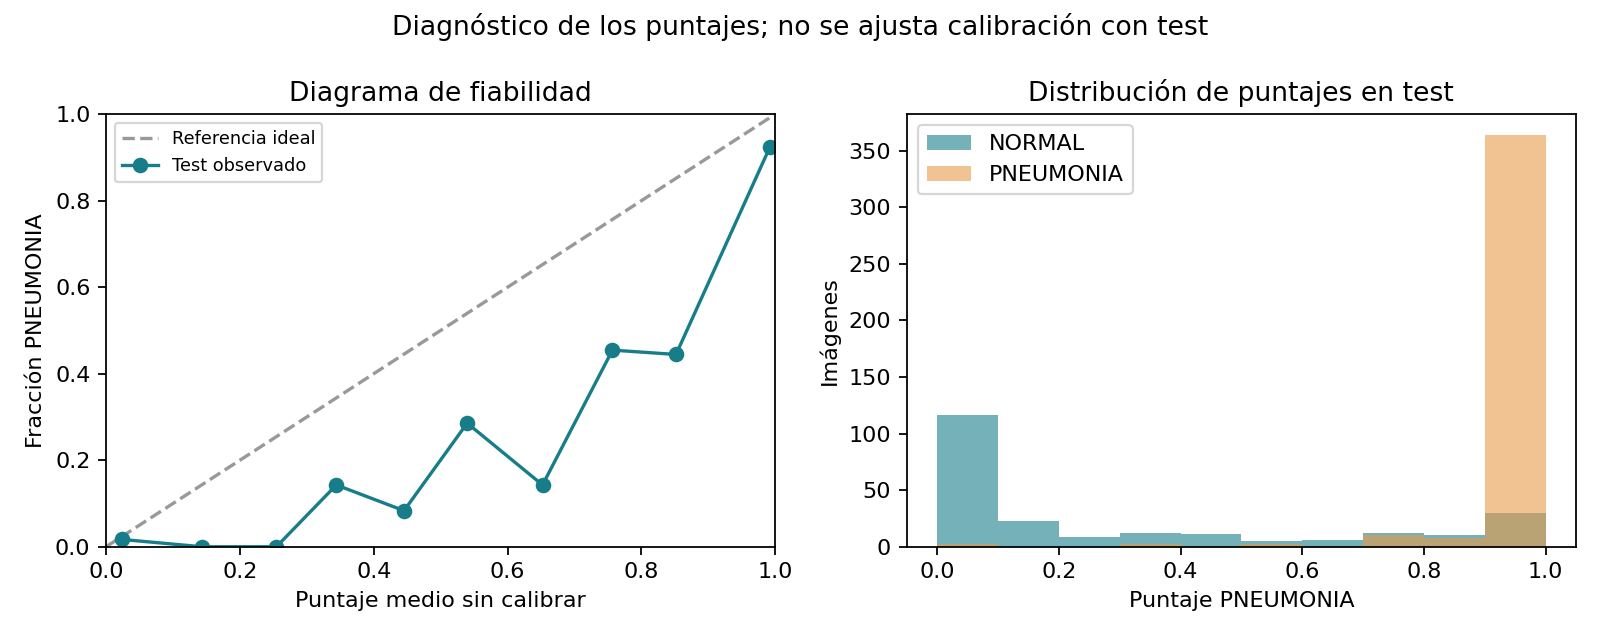 Diagnóstico de los puntajes; no se ajusta calibración con test
Diagrama de fiabilidad
Referencia ideal
Test observado
Fracción PNEUMONIA
1.0
0.8
0.6
0.4
0.2
0.0
0.0 0.2 0.4 0.6 0.8 1.0
Puntaje medio sin calibrar
Distribución de puntajes en test
NORMAL
PNEUMONIA
Imágenes
350
300
250
200
150
100
50
0
0.0 0.2 0.4 0.6 0.8 1.0
Puntaje PNEUMONIA